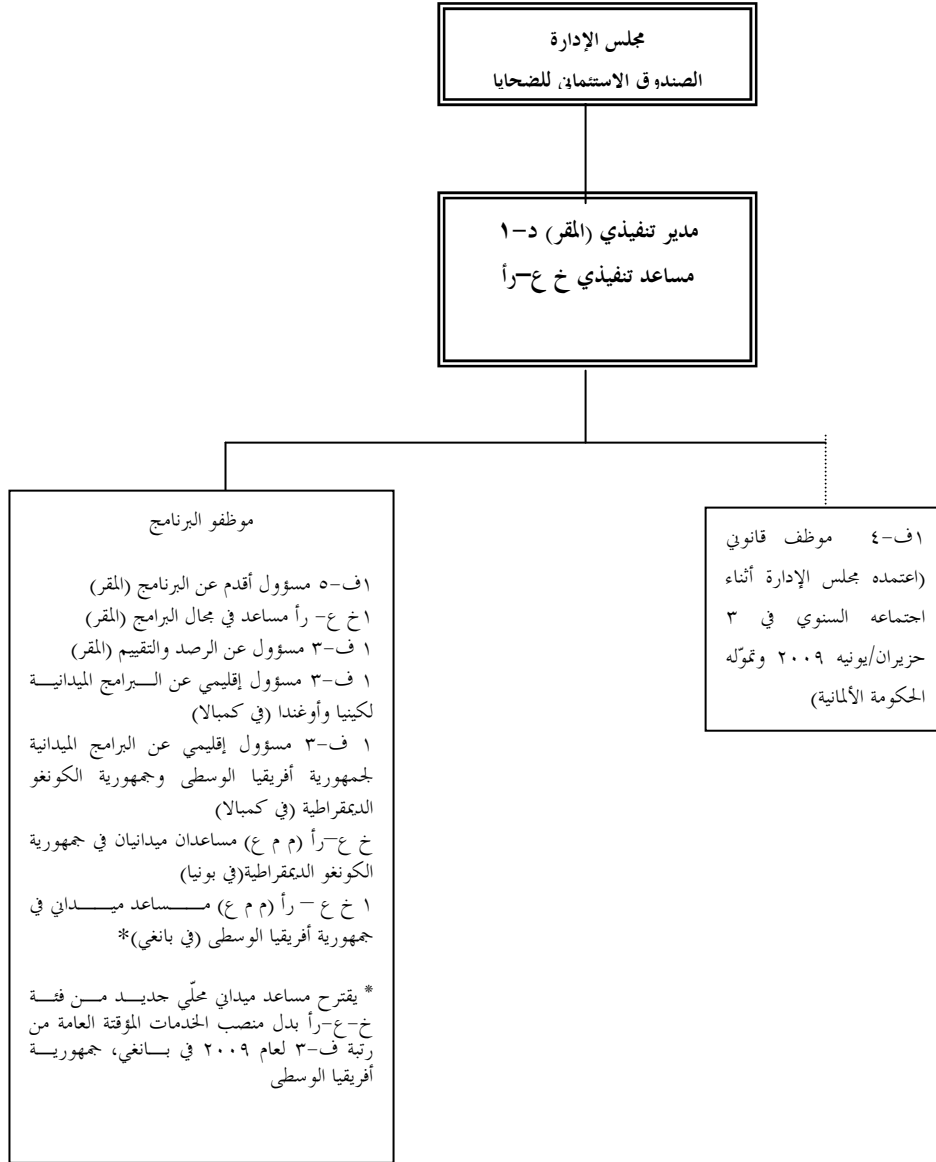 مجلس الإدارة
الصندوق الاستئماني للضحايا
مدير تنفيذي (المقر) د-١
مساعد تنفيذي خ ع-رأ
موظفو البرنامج
١ف-٥ مسؤول أقدم عن البرنامج (المقر)
١خ ع- رأ مساعد في مجال البرامج (المقر)
١ ف-٣ مسؤول عن الرصد والتقييم (المقر)
١ ف-٣ مسؤول إقليمي عن البرامج الميدانية
لكينيا وأوغندا (في كمبالا)
١ ف-٣ مسؤول إقليمي عن البرامج الميدانية
لجمهورية أفريقيا الوسطى وجمهورية الكونغو
الديمقراطية (في كمبالا)
خ ع-رأ (م م ع) مساعدان ميدانيان في جمهورية
الكونغو الديمقراطية(في بونيا)
١ خ ع - رأ (م م ع) مساعد ميداني في
جمهورية أفريقيا الوسطى (في بانغي)*
* يقترح مساعد ميداني محلّي جديد من فئة
خ-ع-رأ بدل منصب الخدمات المؤقتة العامة من
رتبة ف-٣ لعام ٢٠٠٩ في بانغي، جمهورية
أفريقيا الوسطى
١ف-٤ موظف قانوني
(اعتمده مجلس الإدارة أثناء
اجتماعه السنوي في ٣
حزيران/يونيه ٢٠٠٩ وتموّله
الحكومة الألمانية)